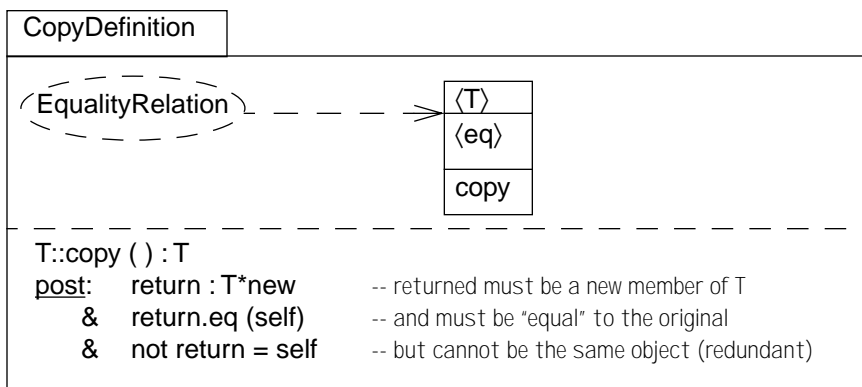 CopyDefinition
EqualityRelation
⟨T⟩
⟨eq⟩
copy
T::copy ( ) : T
post: return : T*new -- returned must be a new member of T
& return.eq (self) -- and must be “equal” to the original
& not return = self -- but cannot be the same object (redundant)